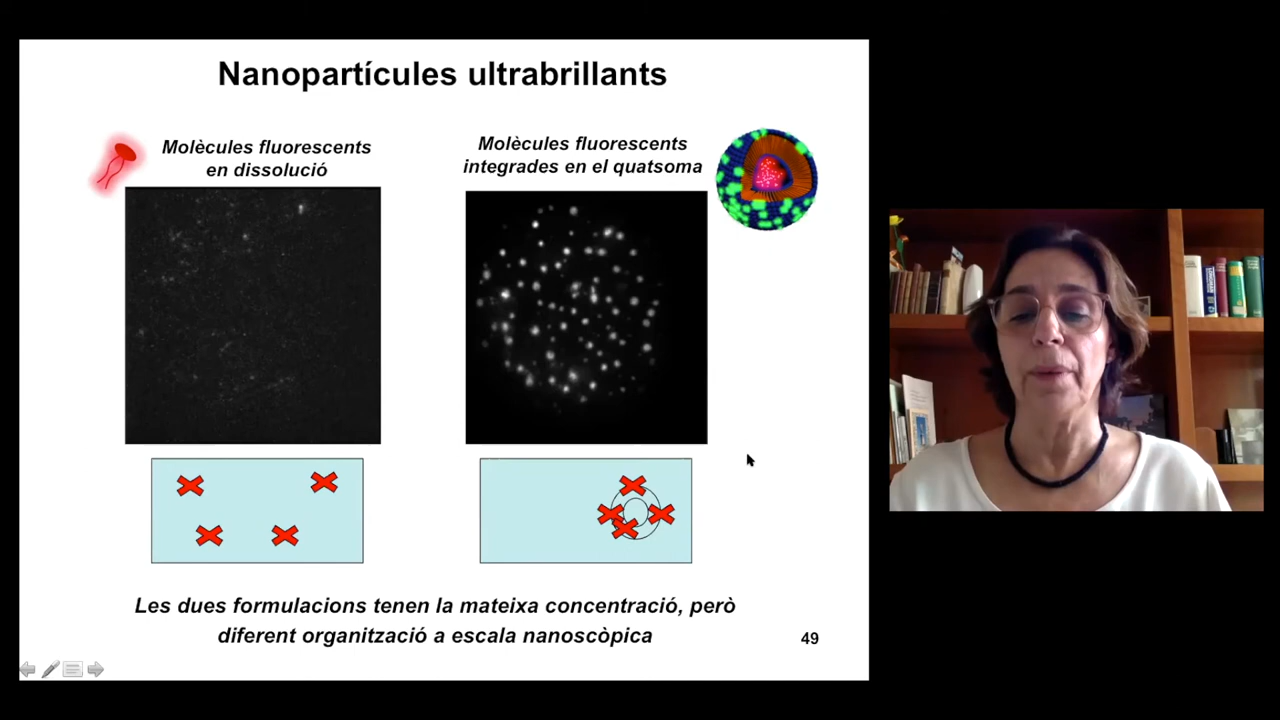 Nanopartícules ultrabrillants
Molècules fluorescents
en dissolució
Molècules fluorescents
integrades en el quatsoma
Les dues formulacions tenen la mateixa concentració, però
diferent organització a escala nanoscòpica
49